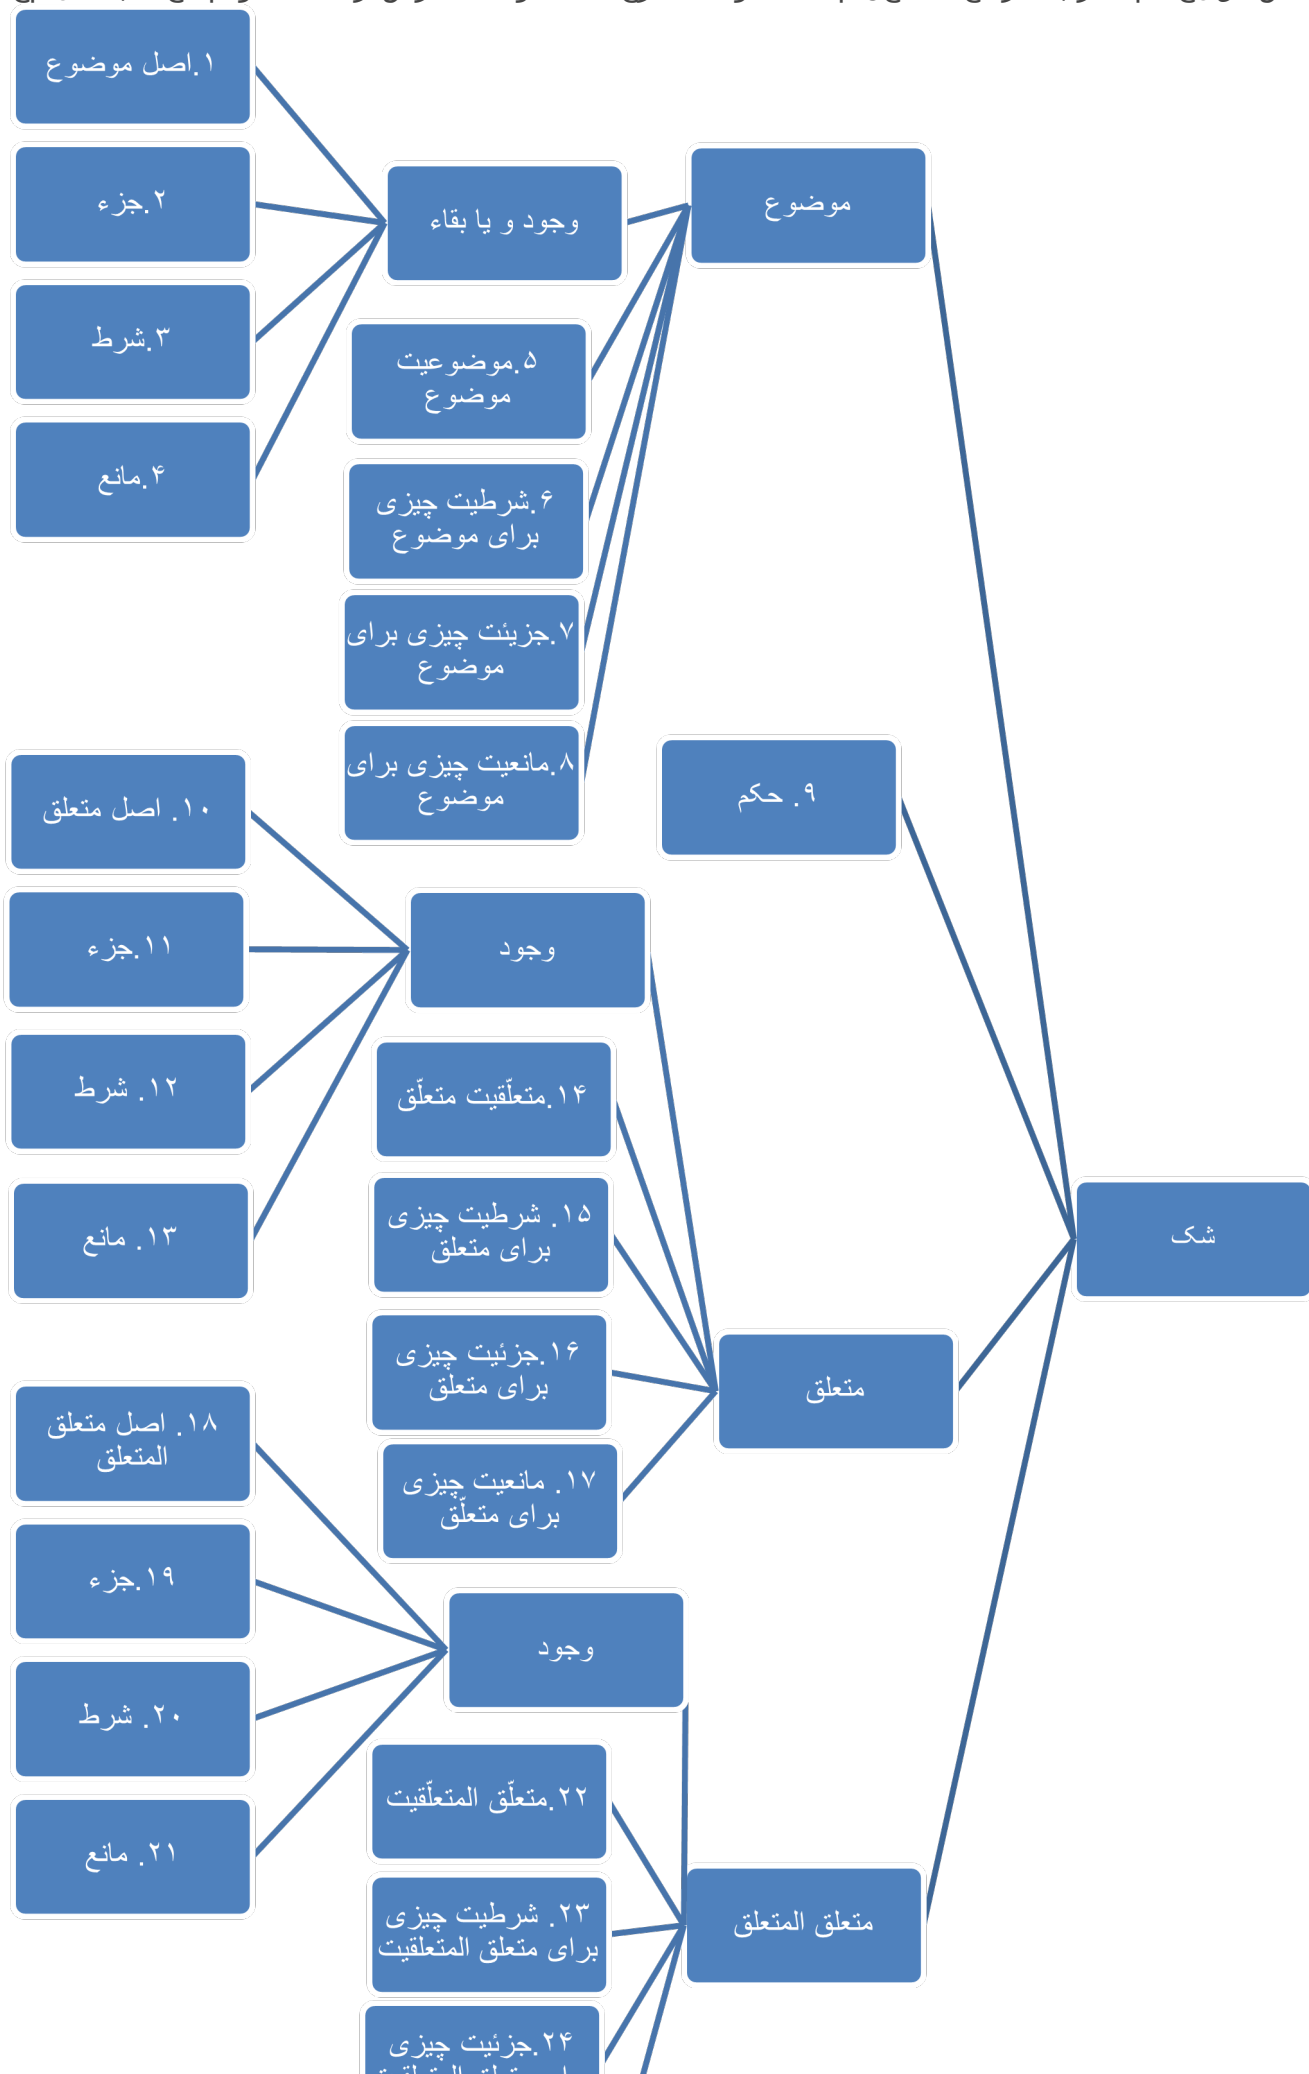 شک
موضوع
وجود و یا بقاء
۱.اصل موضوع
۲.جزء
۳.شرط
۴.مانع
۵.موضوعیت
موضوع
۶.شرطیت چیزی
برای موضوع
۷.جزیئت چیزی برای
موضوع
۸.مانعیت چیزی برای
موضوع
۹. حکم
متعلق
وجود
۱۰. اصل متعلق
۱۱.جزء
۱۲. شرط
۱۳. مانع
۱۴.متعلّقیت متعلّق
۱۵. شرطیت چیزی
برای متعلق
۱۶.جزئیت چیزی
برای متعلق
۱۷. مانعیت چیزی
برای متعلّق
متعلق المتعلق
وجود
۱۸. اصل متعلق
المتعلق
۱۹.جزء
۲۰. شرط
۲۱. مانع
۲۲.متعلّق المتعلّقیت
۲۳. شرطیت چیزی
برای متعلق المتعلقیت
۲۴.جزئیت چیزی